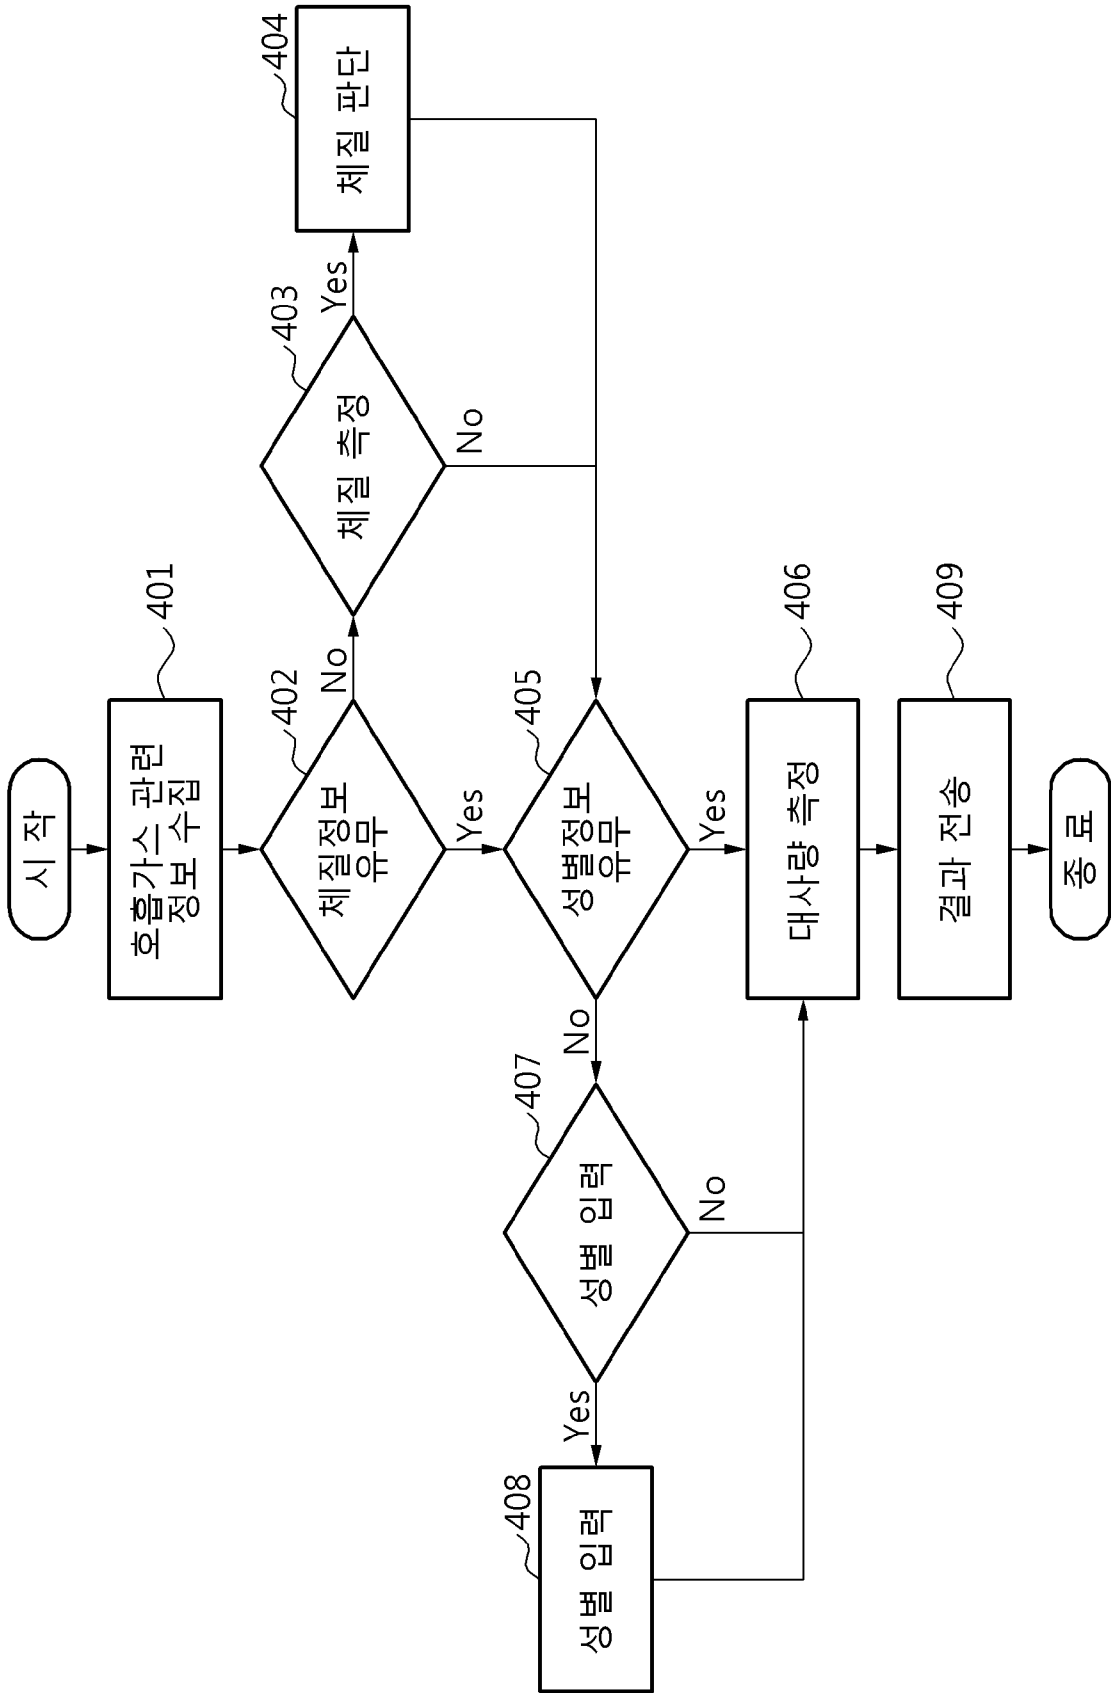 시 작
401
호흡가스 관련
정보 수집
402
체질정보
유무
No
Yes
403
체질 측정
Yes
No
404
체질 판단
405
성별정보
유무
No
Yes
407
성별 입력
Yes
No
408
성별 입력
406
대사량 측정
409
결과 전송
종 료